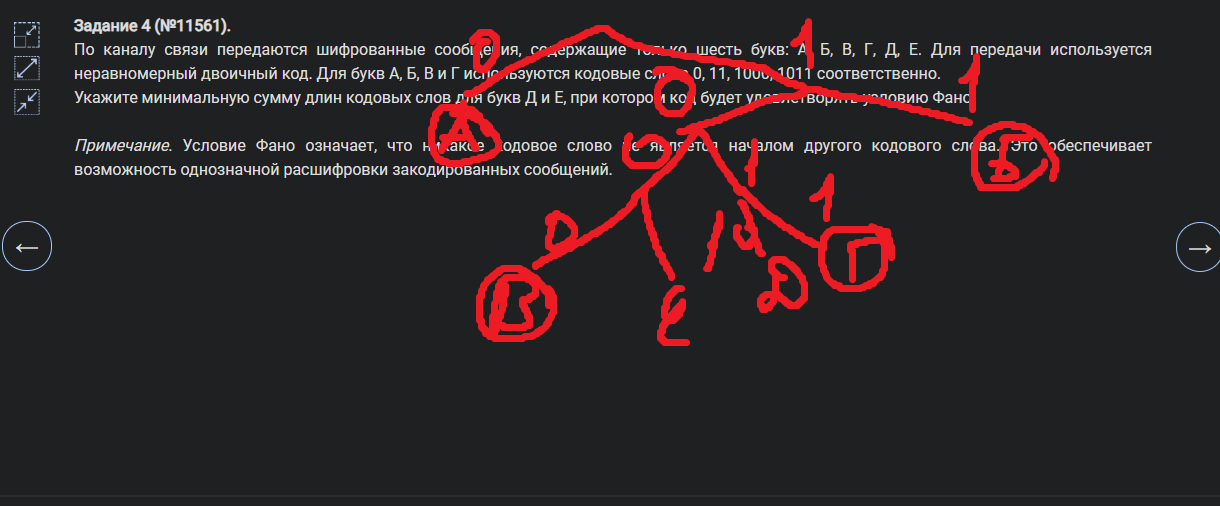 Задание 4 (№11561).
По каналу связи передаются шифрованные сообщения, содержащие только шесть букв: А, Б, В, Г, Д, Е. Для передачи используется
неравномерный двоичный код. Для букв А, Б, В и Г используются кодовые слова 0, 11, 1000, 1011 соответственно.
Укажите минимальную сумму длин кодовых слов для букв Д и Е, при котором код будет удовлетворять условию Фано.
Примечание. Условие Фано означает, что никакое кодовое слово не является началом другого кодового слова. Это обеспечивает
возможность однозначной расшифровки закодированных сообщений.
0 1
0 1
А Б
0 1
0 1 0 1
В Е Д Г
← →